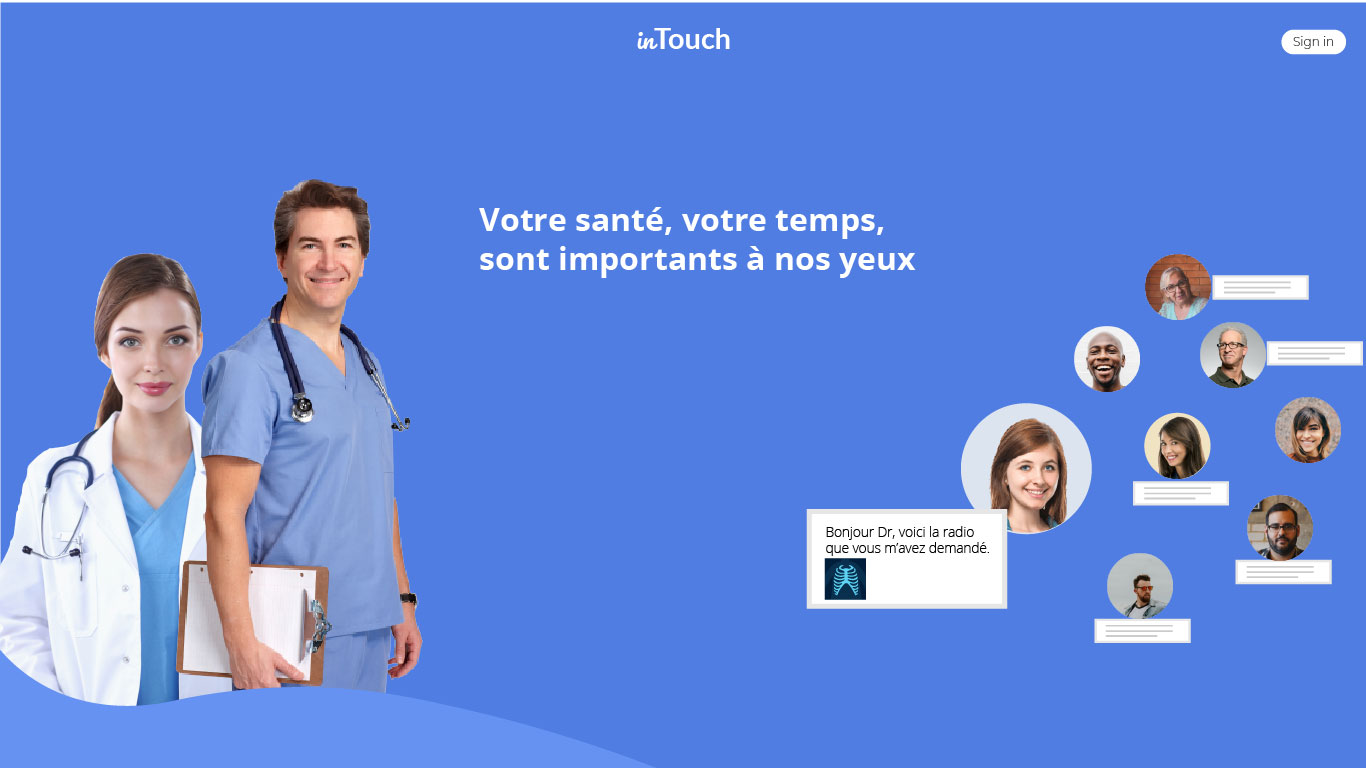 inTouch
Sign in
Votre santé, votre temps,
sont importants à nos yeux
Bonjour Dr, voici la radio
que vous m’avez demandé.